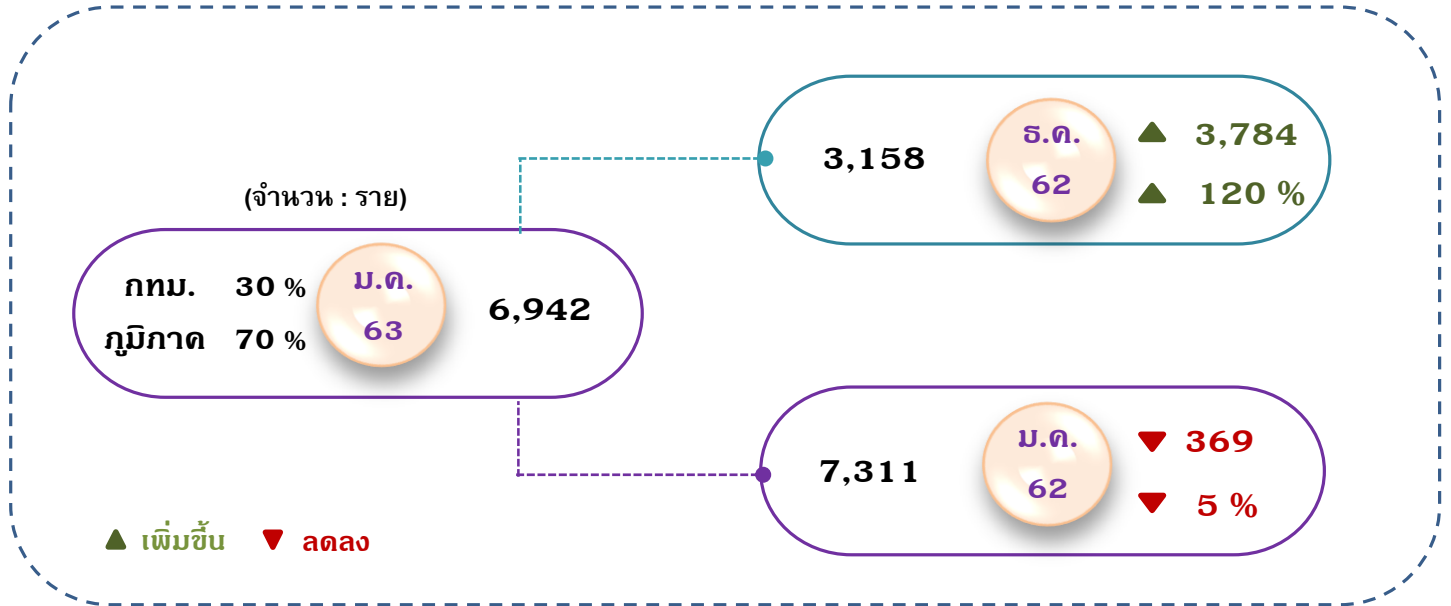 (จำนวน : ราย)
กทม. 30 %
ภูมิภาค 70 %
ม.ค.
63
6,942
3,158
ธ.ค.
62
▲ 3,784
▲ 120 %
7,311
ม.ค.
62
▼ 369
▼ 5 %
▲ เพิ่มขึ้น ▼ ลดลง